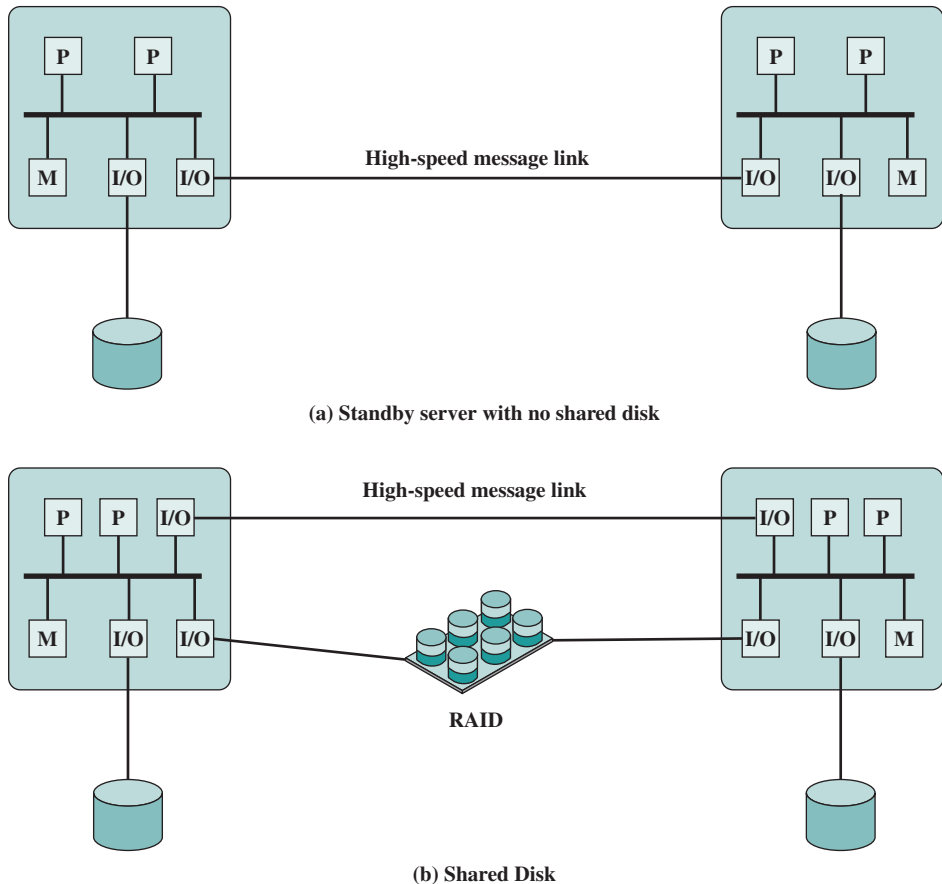 P P
P P
High-speed message link
M I/O I/O
I/O I/O M
(a) Standby server with no shared disk
High-speed message link
P P I/O
I/O P P
M I/O I/O
I/O I/O M
RAID
(b) Shared Disk